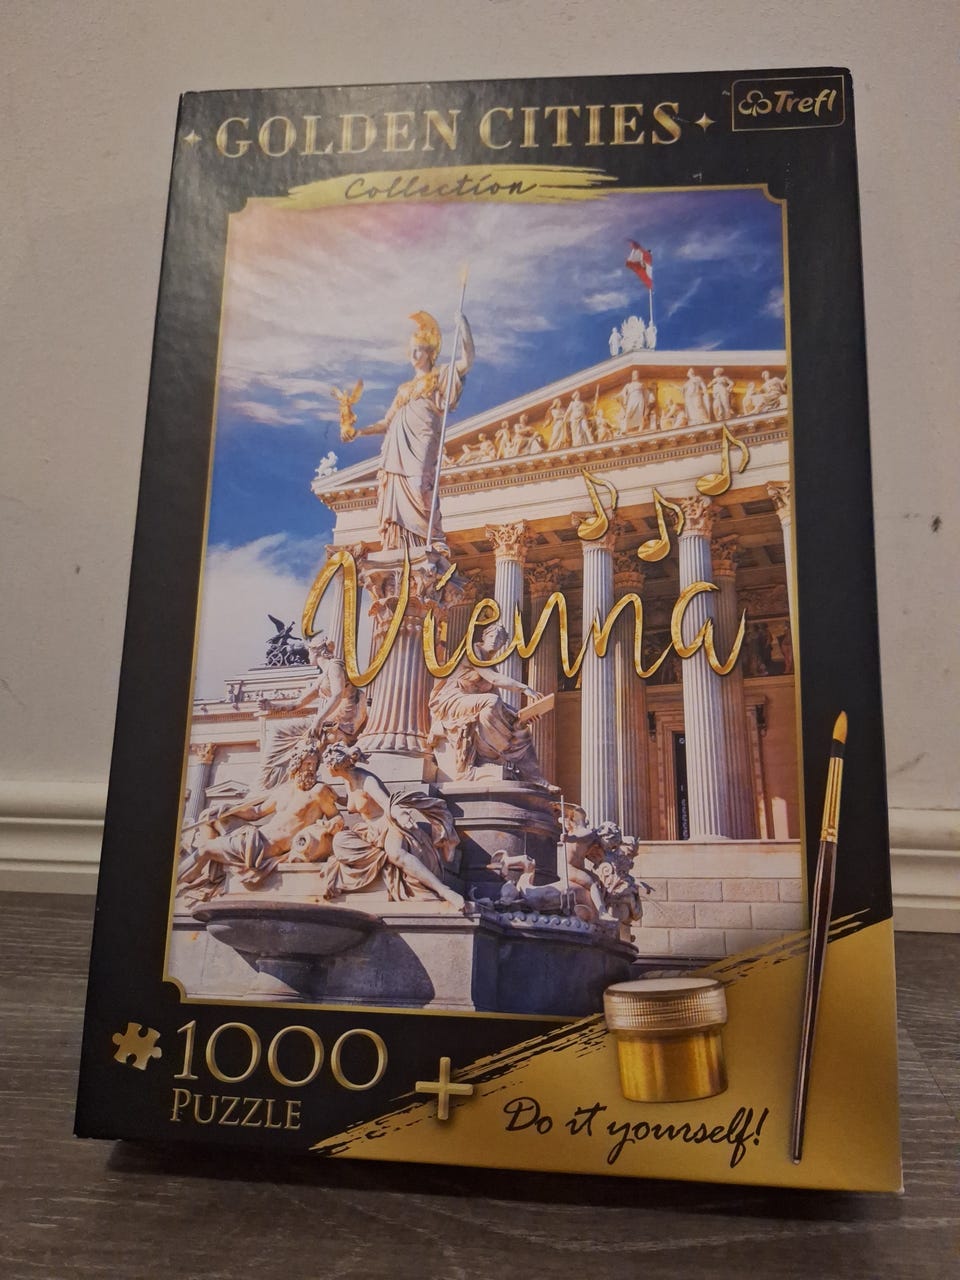 GOLDEN CITIES
Trefl
Collection
Vienna
1000
PUZZLE
+
Do it yourself!